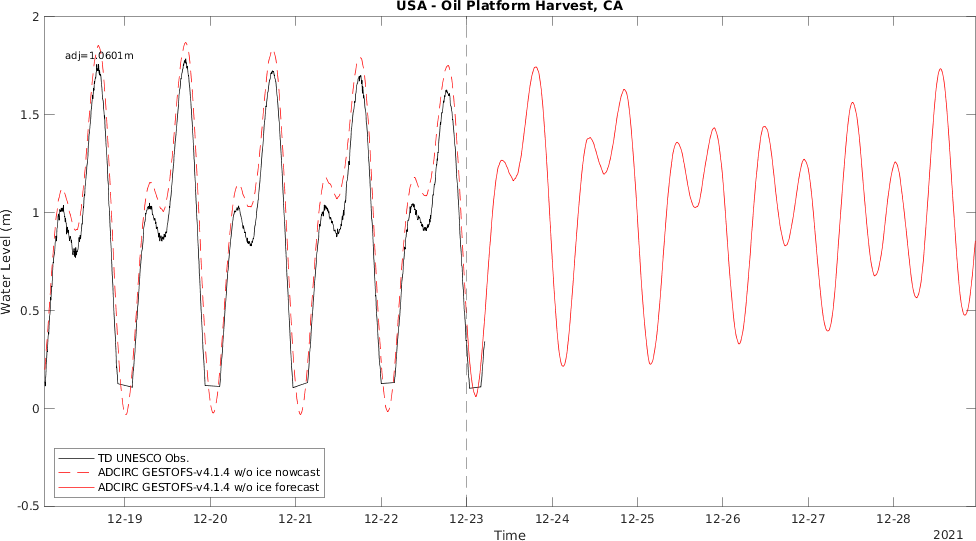 USA - Oil Platform Harvest, CA
adj=1.0601m
2
1.5
1
0.5
0
-0.5
Water Level (m)
TD UNESCO Obs.
ADCIRC GESTOFS-v4.1.4 w/o ice nowcast
ADCIRC GESTOFS-v4.1.4 w/o ice forecast
12-19 12-20 12-21 12-22 12-23 12-24 12-25 12-26 12-27 12-28
Time
2021